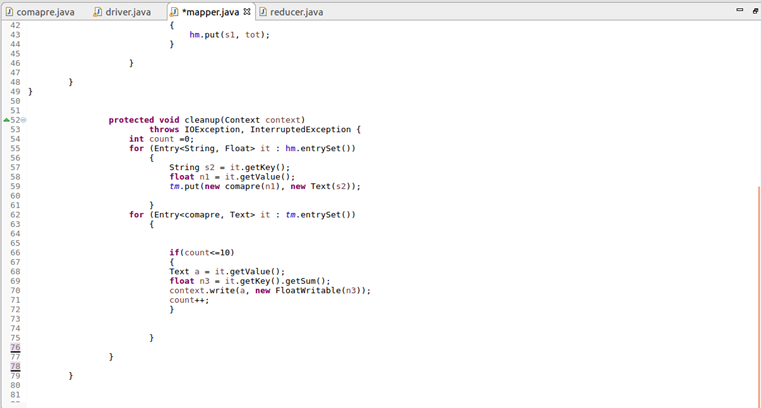 comapre.java driver.java *mapper.java reducer.java
42 {
43 hm.put(s1, tot);
44 }
45
46 }
47
48 }
49 }
50
51
52 protected void cleanup(Context context)
53 throws IOException, InterruptedException {
54 int count =0;
55 for (Entry<String, Float> it : hm.entrySet())
56 {
57 String s2 = it.getKey();
58 float n1 = it.getValue();
59 tm.put(new comapre(n1), new Text(s2));
60
61 }
62 for (Entry<comapre, Text> it : tm.entrySet())
63 {
64
65
66 if(count<=10)
67 {
68 Text a = it.getValue();
69 float n3 = it.getKey().getSum();
70 context.write(a, new FloatWritable(n3));
71 count++;
72 }
73
74
75 }
76
77 }
78
79 }
80
81